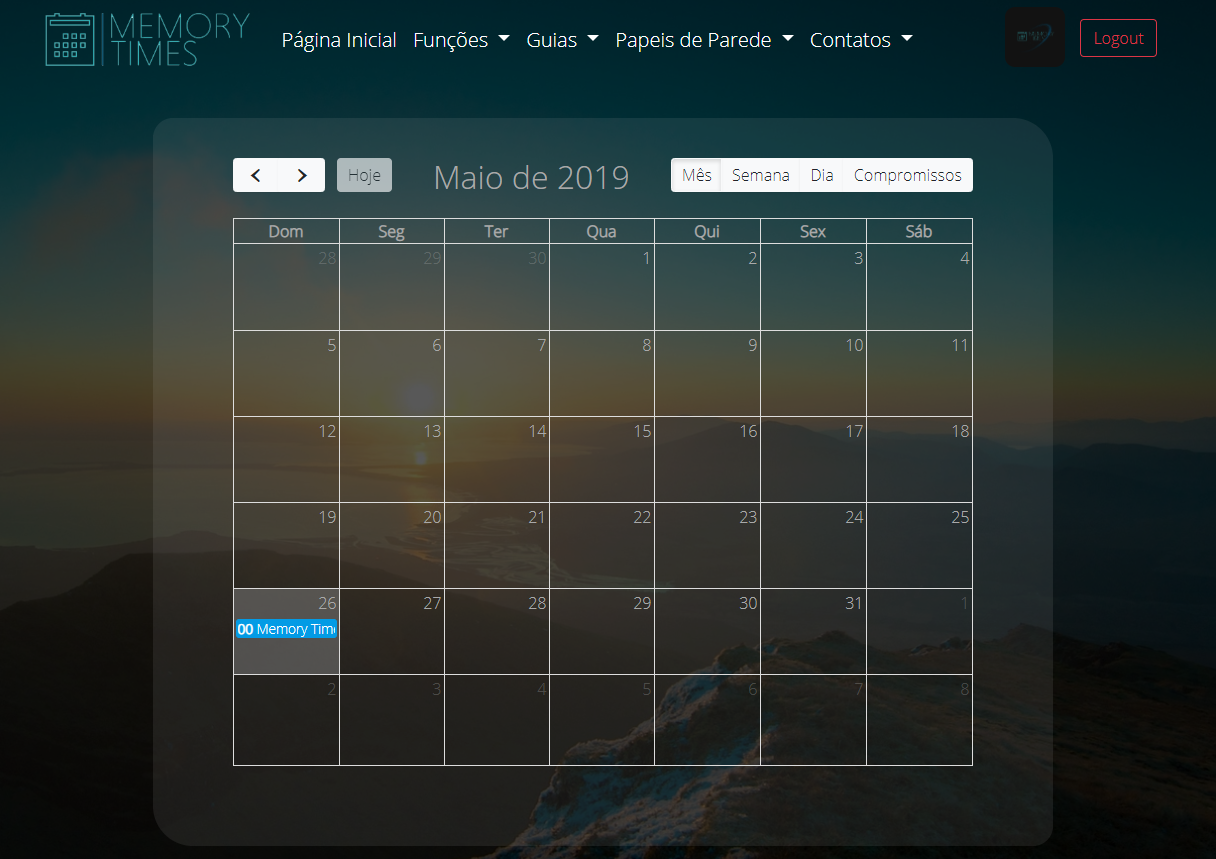 MEMORY
TIMES
Página Inicial Funções Guias Papeis de Parede Contatos Logout
Hoje Maio de 2019 Mês Semana Dia Compromissos
Dom Seg Ter Qua Qui Sex Sáb
28 29 30 1 2 3 4
5 6 7 8 9 10 11
12 13 14 15 16 17 18
19 20 21 22 23 24 25
26 27 28 29 30 31 1
00 Memory Time
2 3 4 5 6 7 8